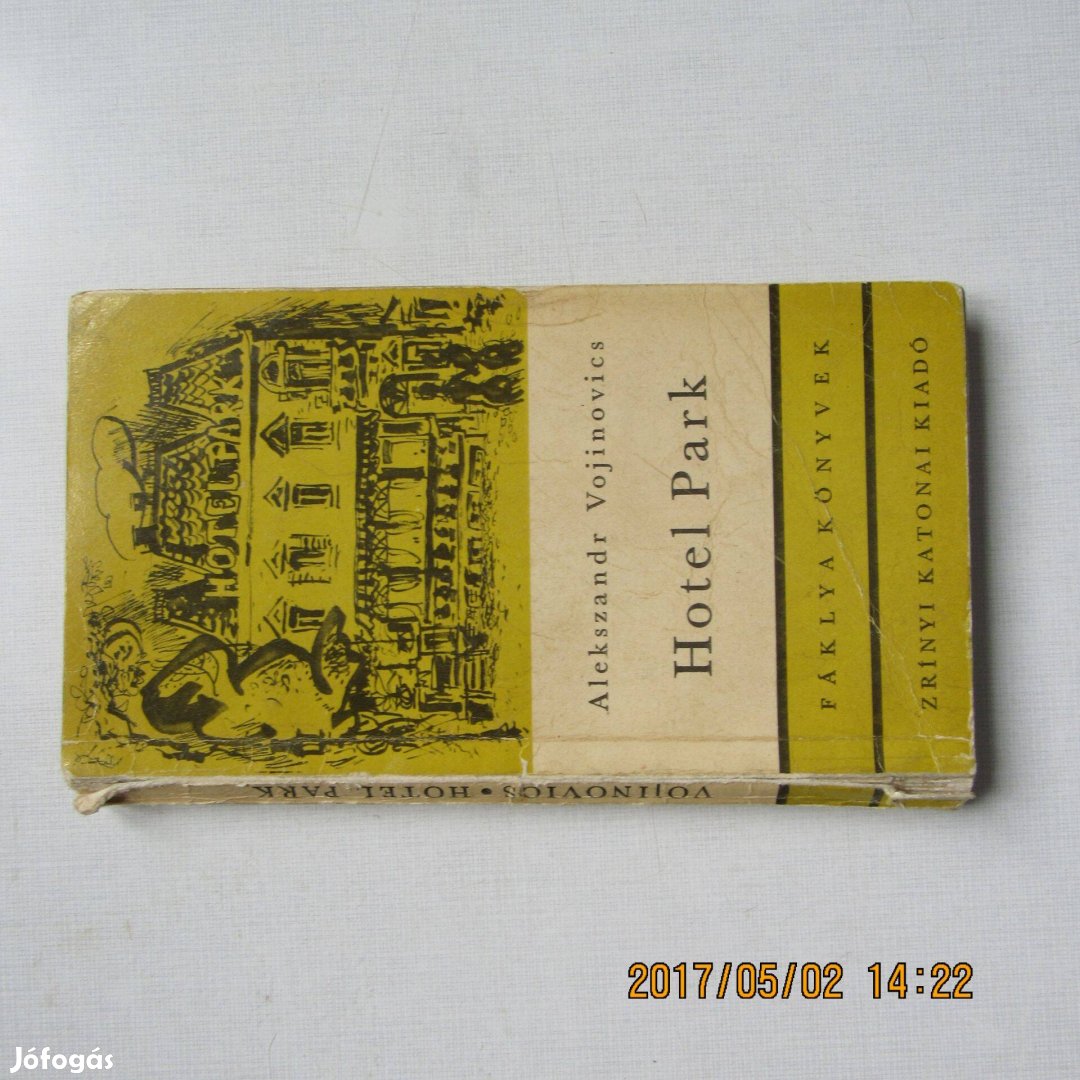 HOTEL PARK
Alekszandr Vojinovics
Hotel Park
FÁKLYA KÖNYVEK
ZRÍNYI KATONAI KIADÓ
VOJINOVICS • HOTEL PARK
2017/05/02 14:22
Jófogás